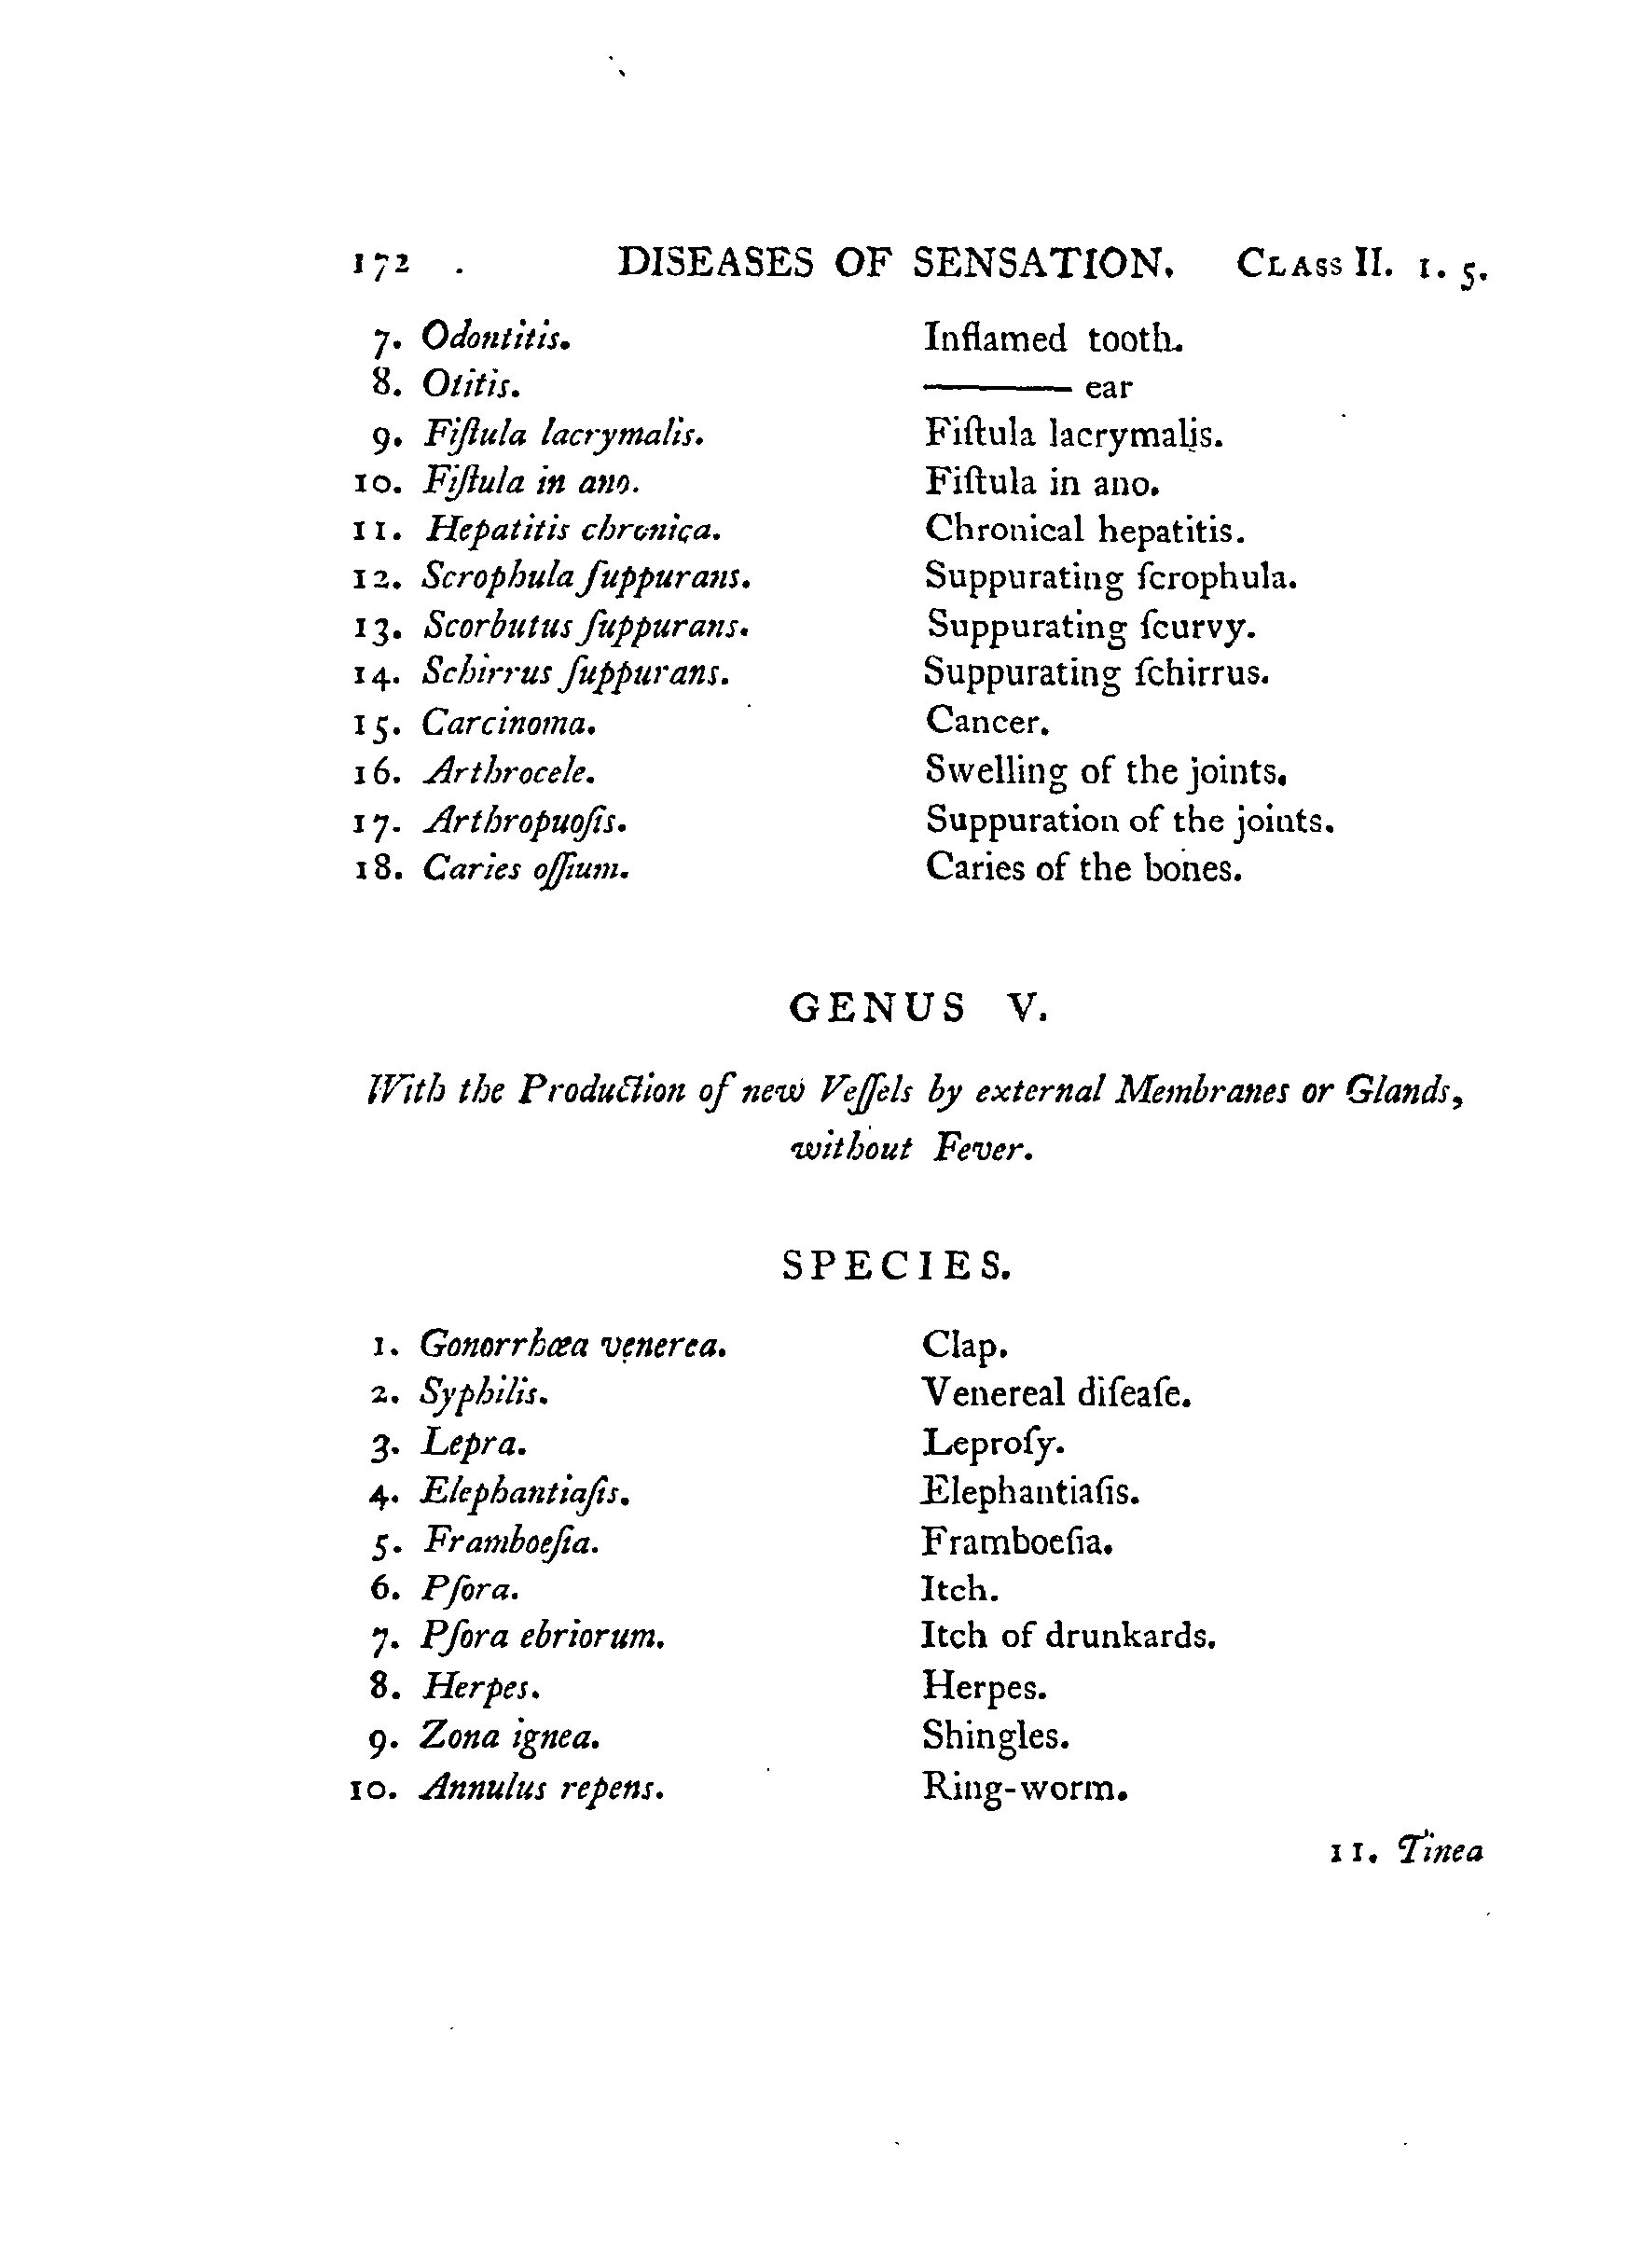 172 . DISEASES OF SENSATION. CLASS II. 1. 5.
7. Odontitis. Inflamed tooth.
8. Otitis. ——— ear
9. Fiſtula lacrymalis. Fiſtula lacrymalis.
10. Fiſtula in ano. Fiſtula in ano.
11. Hepatitis chronica. Chronical hepatitis.
12. Scrophula ſuppurans. Suppurating ſcrophula.
13. Scorbutus ſuppurans. Suppurating ſcurvy.
14. Schirrus ſuppurans. Suppurating ſchirrus.
15. Carcinoma. Cancer.
16. Arthrocele. Swelling of the joints.
17. Arthropuoſis. Suppuration of the joints.
18. Caries oſſium. Caries of the bones.
GENUS V.
With the Production of new Veſſels by external Membranes or Glands,
without Fever.
SPECIES.
1. Gonorrhœa venerea. Clap.
2. Syphilis. Venereal diſeaſe.
3. Lepra. Leproſy.
4. Elephantiaſis. Elephantiaſis.
5. Framboeſia. Framboeſia.
6. Pſora. Itch.
7. Pſora ebriorum. Itch of drunkards.
8. Herpes. Herpes.
9. Zona ignea. Shingles.
10. Annulus repens. Ring-worm.
11. Tinea